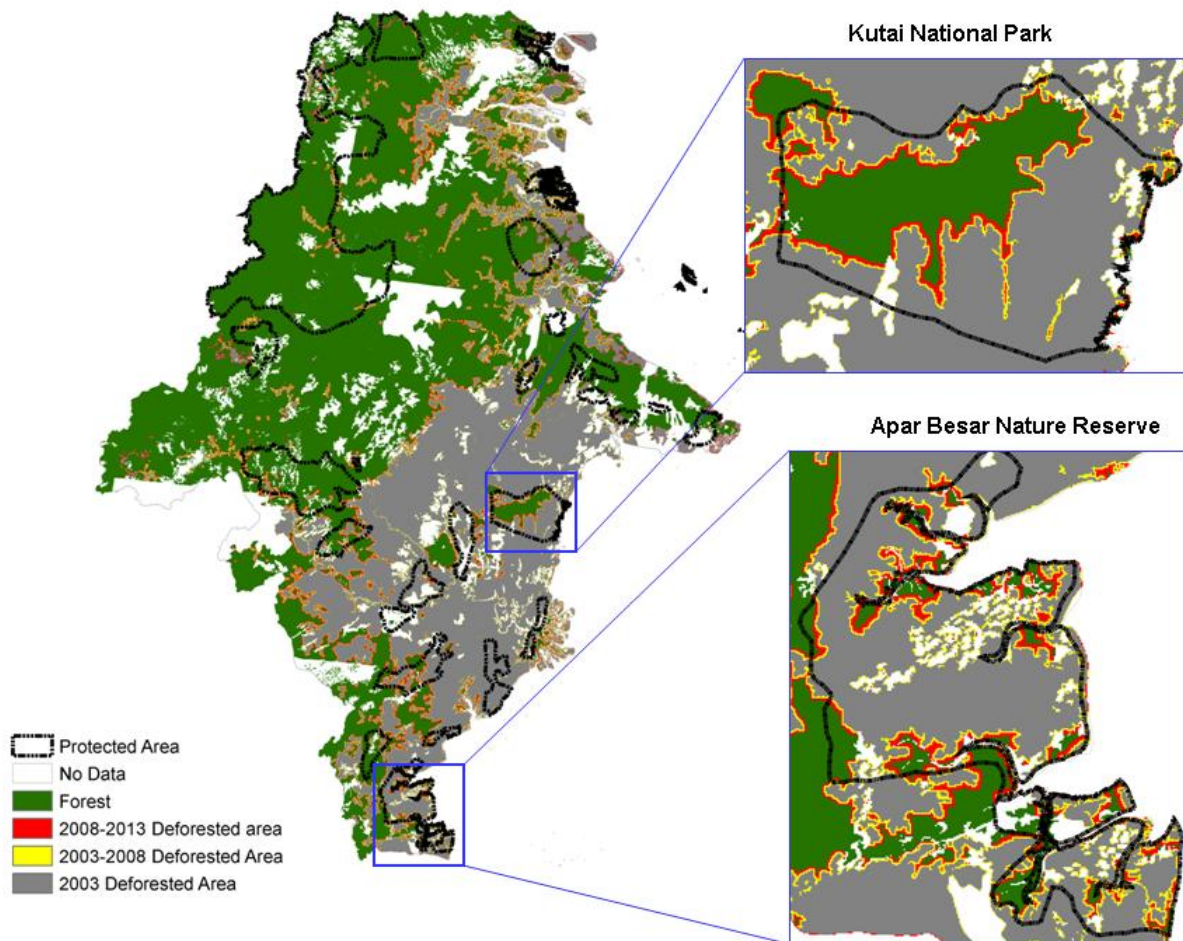 Kutai National Park
Apar Besar Nature Reserve
Protected Area
No Data
Forest
2008-2013 Deforested area
2003-2008 Deforested Area
2003 Deforested Area